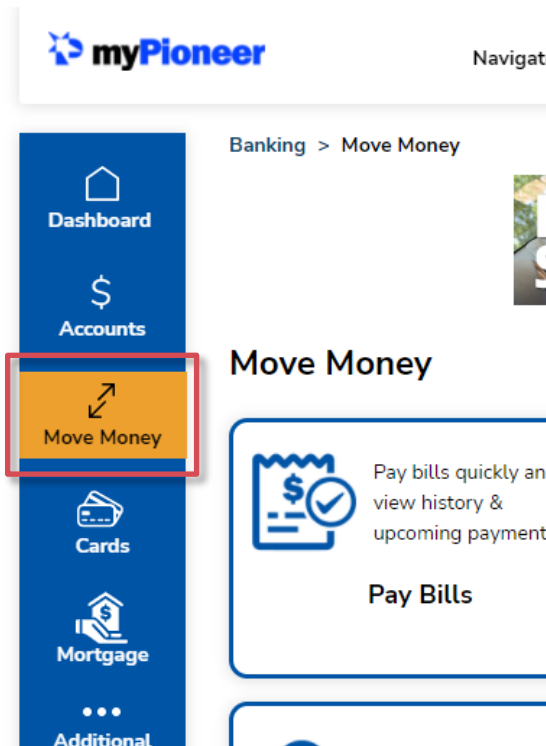 myPioneer
Navigat
Banking > Move Money
Dashboard
$
Accounts
Move Money
Move Money
Cards
$
Mortgage
Additional
$
Pay bills quickly an
view history &
upcoming payment
Pay Bills